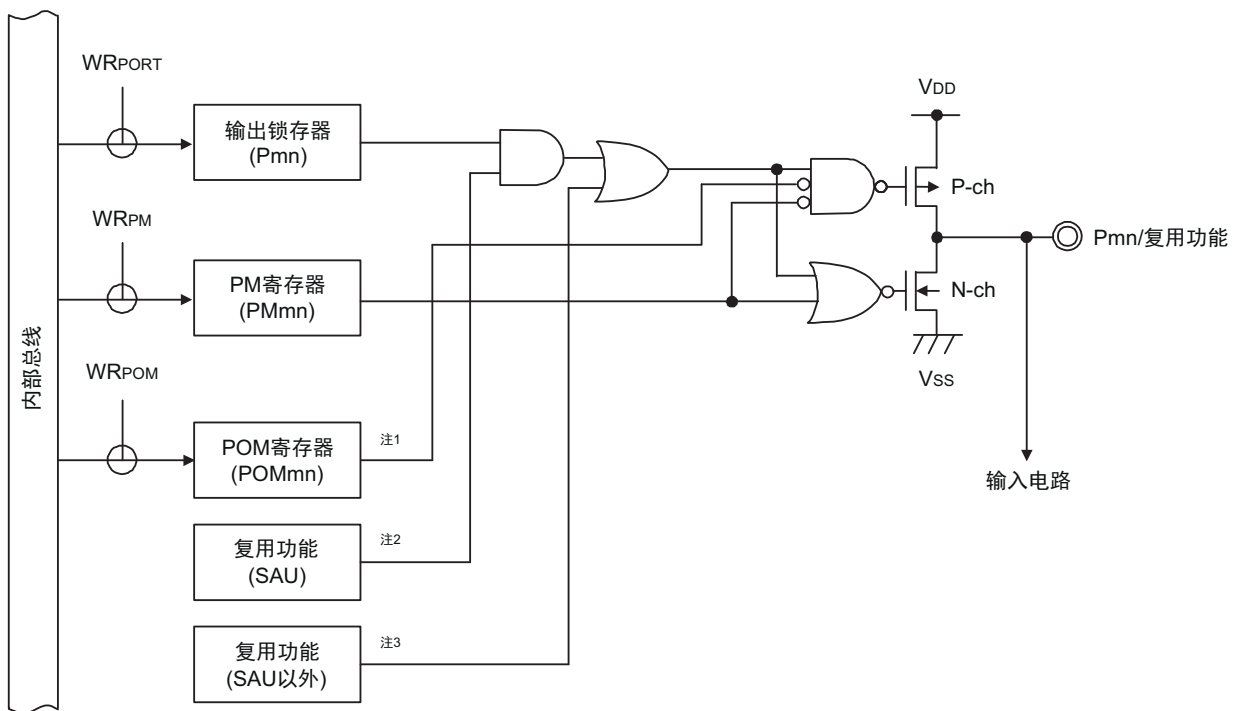 WRPORT
输出锁存器
(Pmn)
VDD
P-ch
WRPM
PM寄存器
(PMmn)
Pmn/复用功能
N-ch
VSS
内部总线
WRPOM
POM寄存器
(POMmn)
注1
输入电路
复用功能
(SAU)
注2
复用功能
(SAU以外)
注3